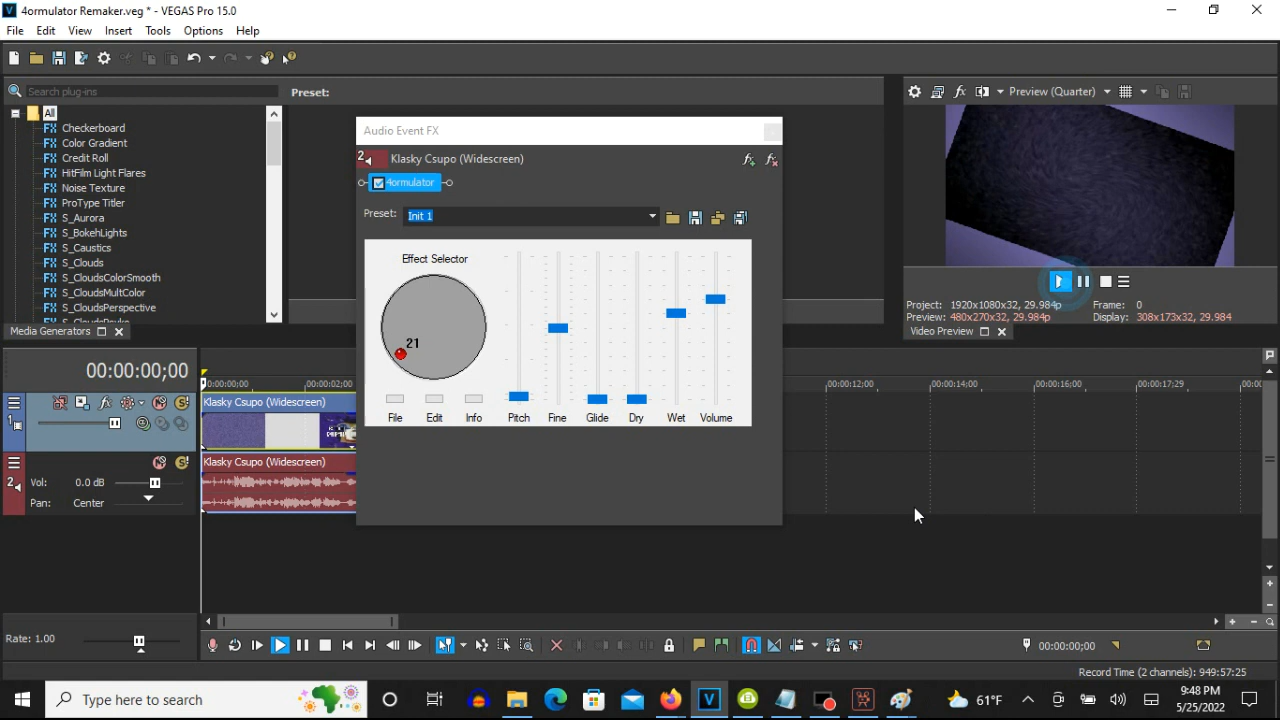 4ormulator Remaker.veg * - VEGAS Pro 15.0
File Edit View Insert Tools Options Help
Search plug-ins
Preset:
Preview (Quarter)
All
Checkerboard
Color Gradient
Credit Roll
HitFilm Light Flares
Noise Texture
ProType Titler
S_Aurora
S_BokehLights
S_Caustics
S_Clouds
S_CloudsColorSmooth
S_CloudsMultColor
S_CloudsPerspective
Media Generators
Audio Event FX
Klasky Csupo (Widescreen)
4ormulator
Preset: Init 1
Effect Selector
21
File Edit Info Pitch Fine Glide Dry Wet Volume
Project: 1920x1080x32, 29.984p Frame: 0
Preview: 480x270x32, 29.984p Display: 308x173x32, 29.984
Video Preview
00:00:00;00
00:00:00;00 00:00:02;00 00:00:12;00 00:00:14;00 00:00:16;00 00:00:17;29 00:00
1 Klasky Csupo (Widescreen)
2 Klasky Csupo (Widescreen)
Vol: 0.0 dB
Pan: Center
Rate: 1.00
00:00:00;00
Record Time (2 channels): 949:57:25
Type here to search
61°F
9:48 PM
5/25/2022